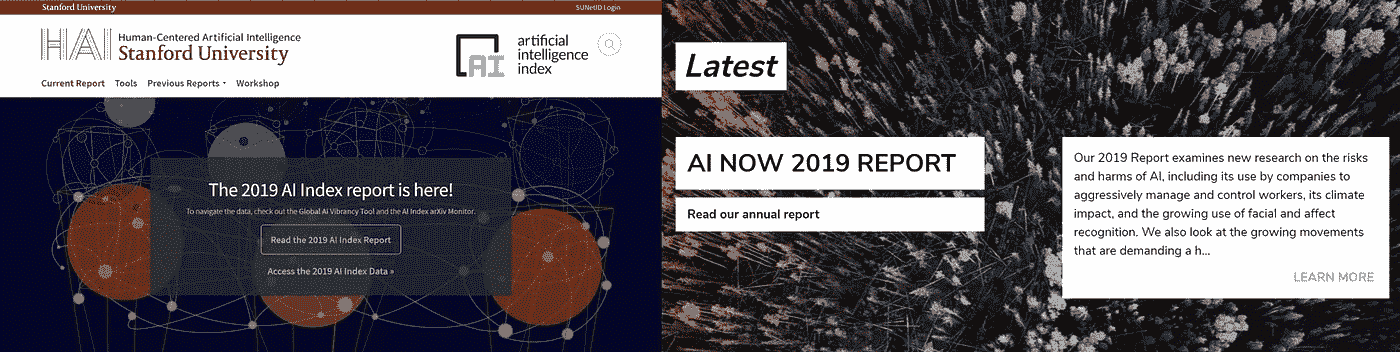 Stanford University
SUNetID Login
HAI
Human-Centered Artificial Intelligence
Stanford University
AI
artificial
intelligence
index
Current Report Tools Previous Reports Workshop
The 2019 AI Index report is here!
To navigate the data, check out the Global AI Vibrancy Tool and the AI Index arXiv Monitor.
Read the 2019 AI Index Report
Access the 2019 AI Index Data »
Latest
AI NOW 2019 REPORT
Read our annual report
Our 2019 Report examines new research on the risks
and harms of AI, including its use by companies to
aggressively manage and control workers, its climate
impact, and the growing use of facial and affect
recognition. We also look at the growing movements
that are demanding a h...
LEARN MORE